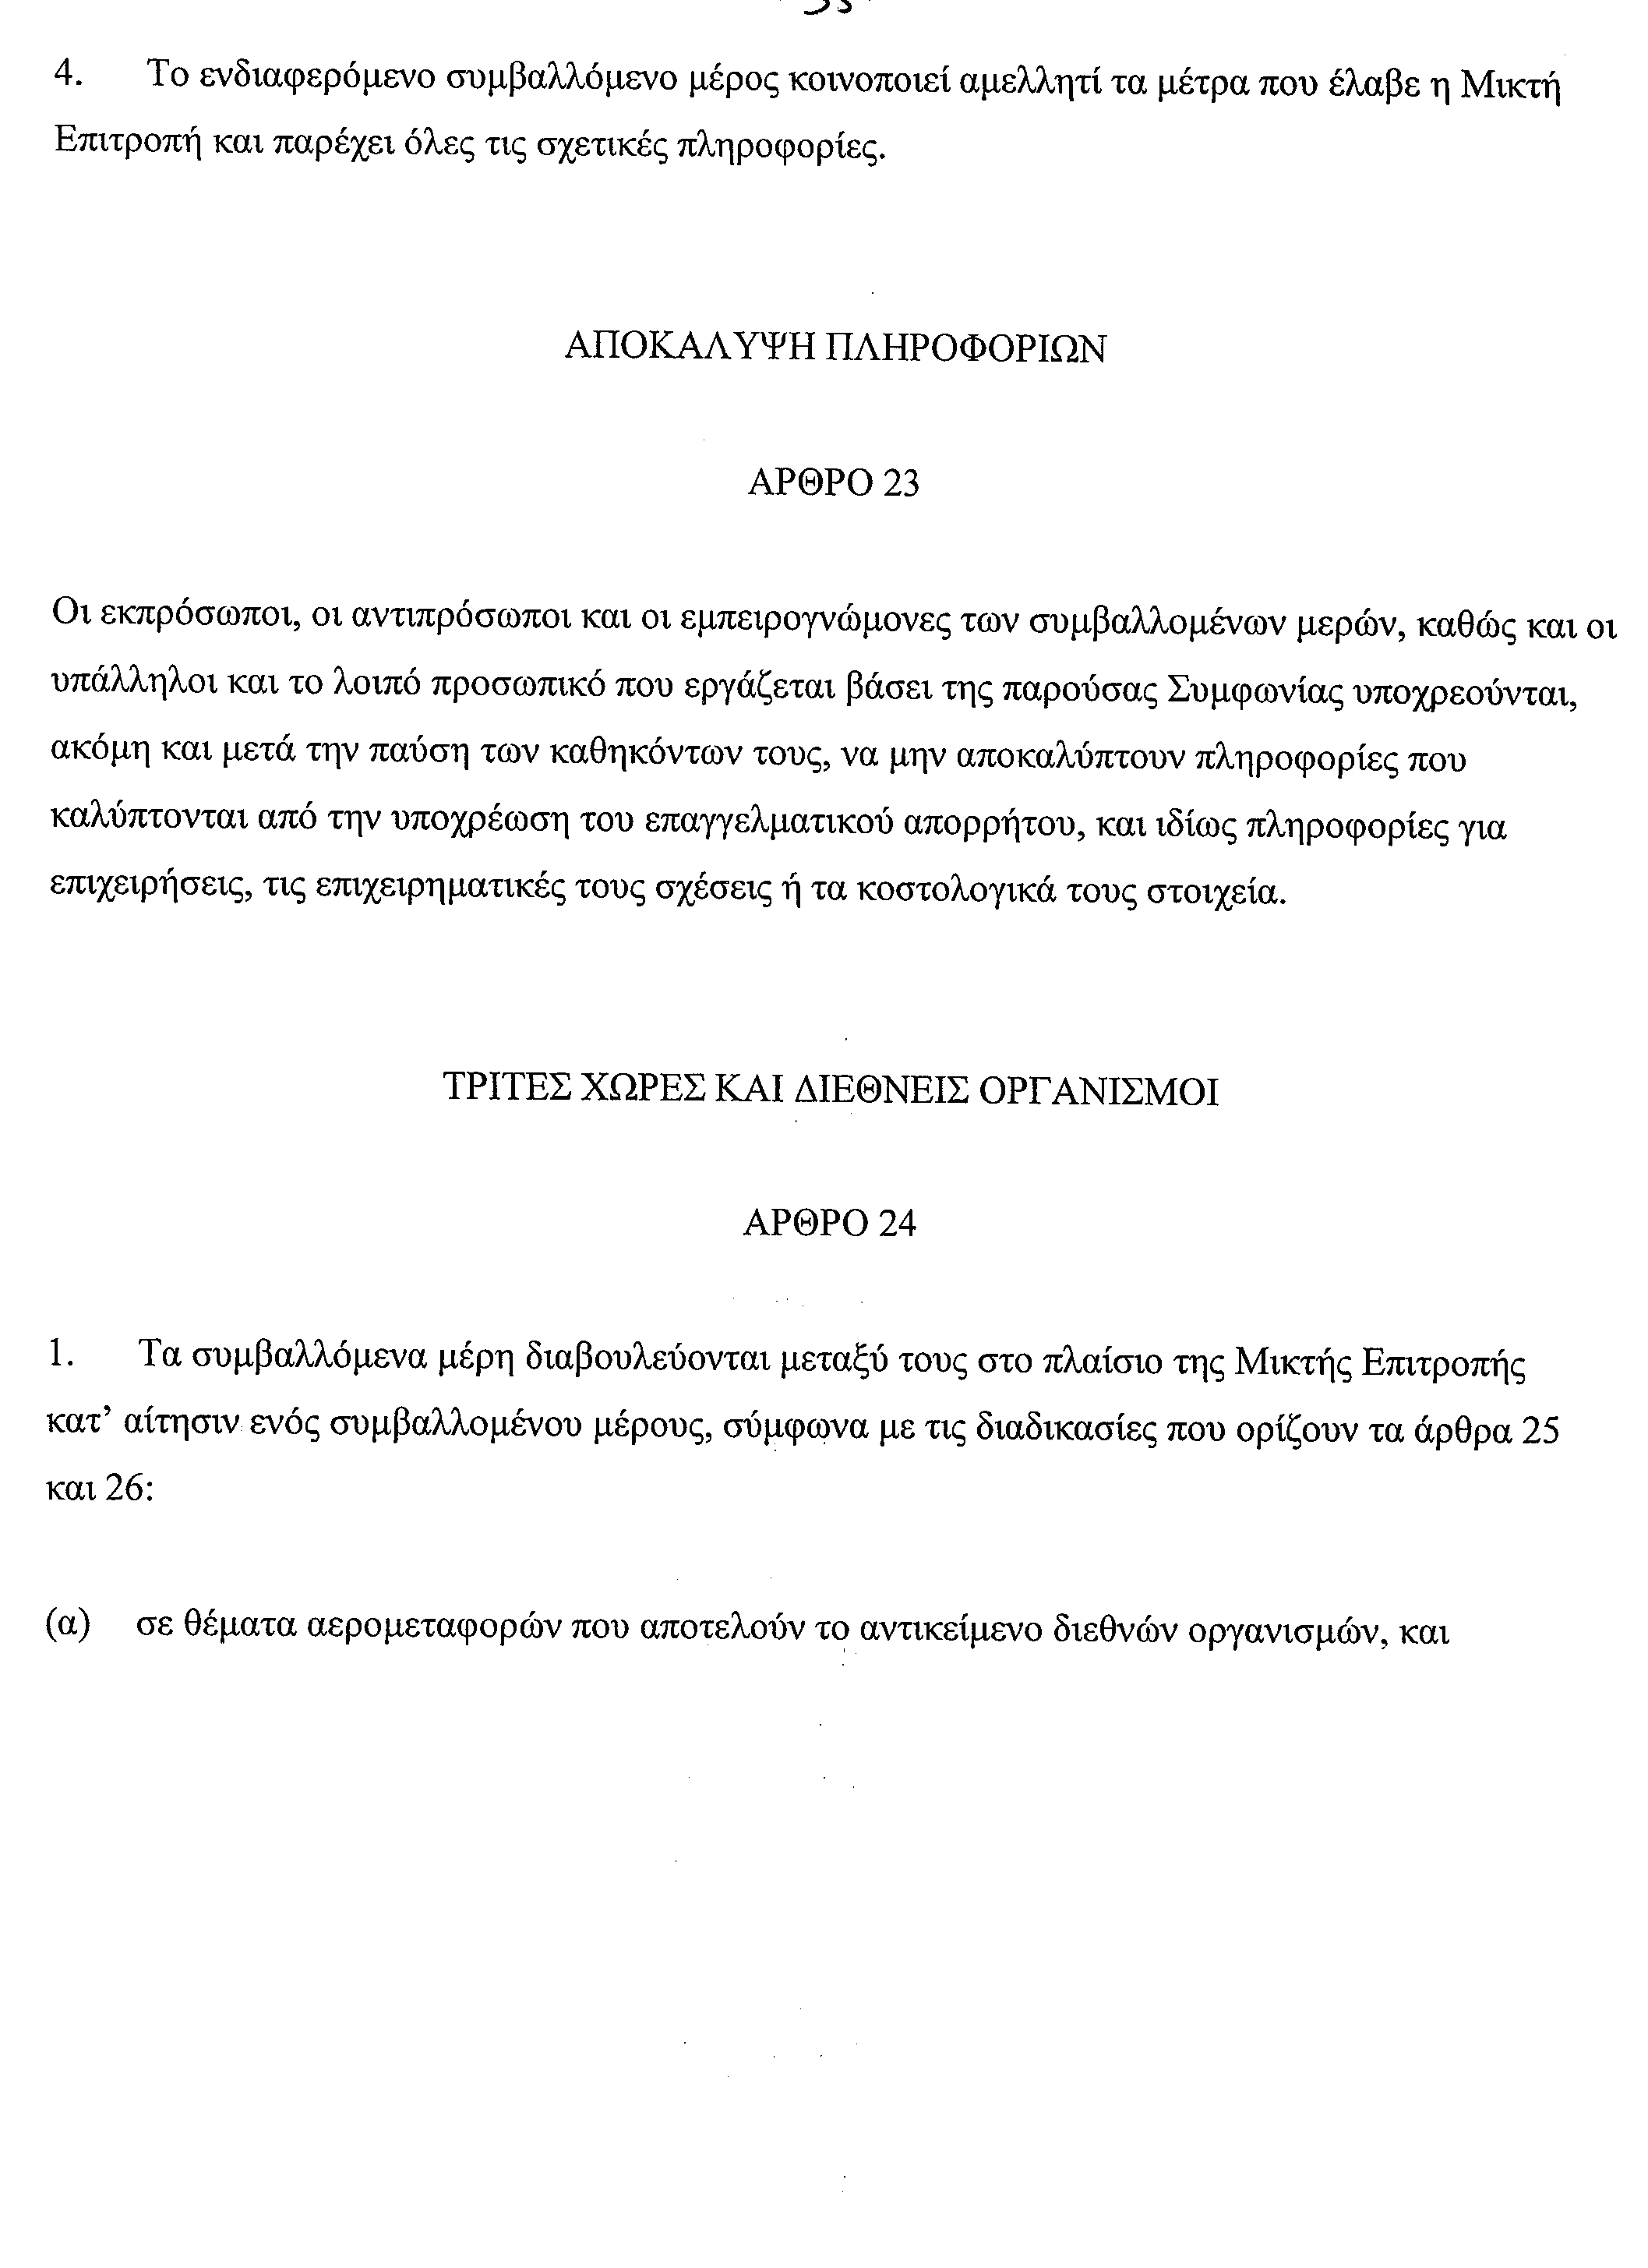 4. Το ενδιαφερόμενο συμβαλλόμενο μέρος κοινοποιεί αμελλητί τα μέτρα που έλαβε η Μικτή
Επιτροπή και παρέχει όλες τις σχετικές πληροφορίες.
ΑΠΟΚΑΛΥΨΗ ΠΛΗΡΟΦΟΡΙΩΝ
ΑΡΘΡΟ 23
Οι εκπρόσωποι, οι αντιπρόσωποι και οι εμπειρογνώμονες των συμβαλλομένων μερών, καθώς και οι
υπάλληλοι και το λοιπό προσωπικό που εργάζεται βάσει της παρούσας Συμφωνίας υποχρεούνται,
ακόμη και μετά την παύση των καθηκόντων τους, να μην αποκαλύπτουν πληροφορίες που
καλύπτονται από την υποχρέωση του επαγγελματικού απορρήτου, και ιδίως πληροφορίες για
επιχειρήσεις, τις επιχειρηματικές τους σχέσεις ή τα κοστολογικά τους στοιχεία.
ΤΡΙΤΕΣ ΧΩΡΕΣ ΚΑΙ ΔΙΕΘΝΕΙΣ ΟΡΓΑΝΙΣΜΟΙ
ΑΡΘΡΟ 24
1. Τα συμβαλλόμενα μέρη διαβουλεύονται μεταξύ τους στο πλαίσιο της Μικτής Επιτροπής
κατ’ αίτησιν ενός συμβαλλομένου μέρους, σύμφωνα με τις διαδικασίες που ορίζουν τα άρθρα 25
και 26:
(α) σε θέματα αερομεταφορών που αποτελούν το αντικείμενο διεθνών οργανισμών, και